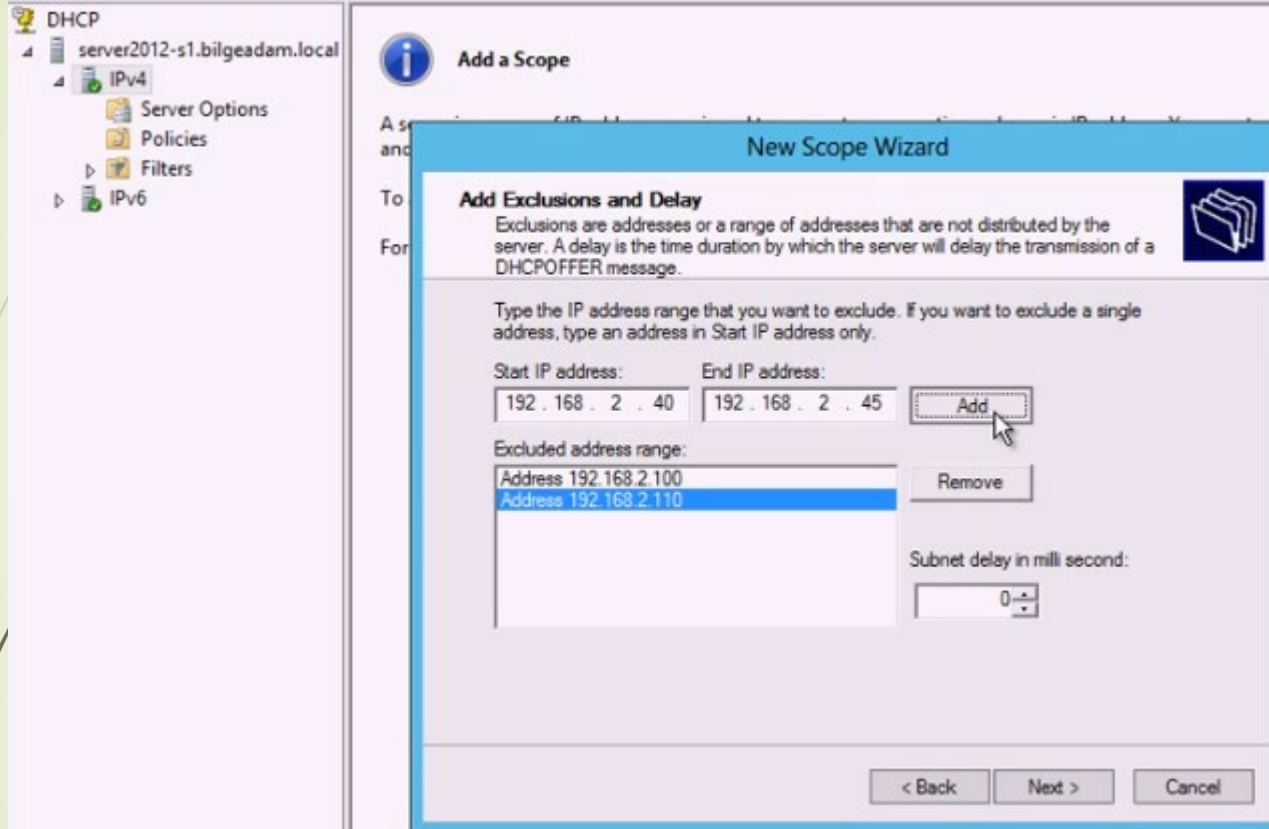 DHCP
server2012-s1.bilgeadam.local
IPv4
Server Options
Policies
Filters
IPv6
Add a Scope
A
and
To
For
New Scope Wizard
Add Exclusions and Delay
Exclusions are addresses or a range of addresses that are not distributed by the
server. A delay is the time duration by which the server will delay the transmission of a
DHCPOFFER message.
Type the IP address range that you want to exclude. If you want to exclude a single
address, type an address in Start IP address only.
Start IP address: End IP address:
192 . 168 . 2 . 40 192 . 168 . 2 . 45 Add
Excluded address range:
Address 192.168.2.100
Remove
Address 192.168.2.110
Subnet delay in milli second:
0
< Back Next > Cancel